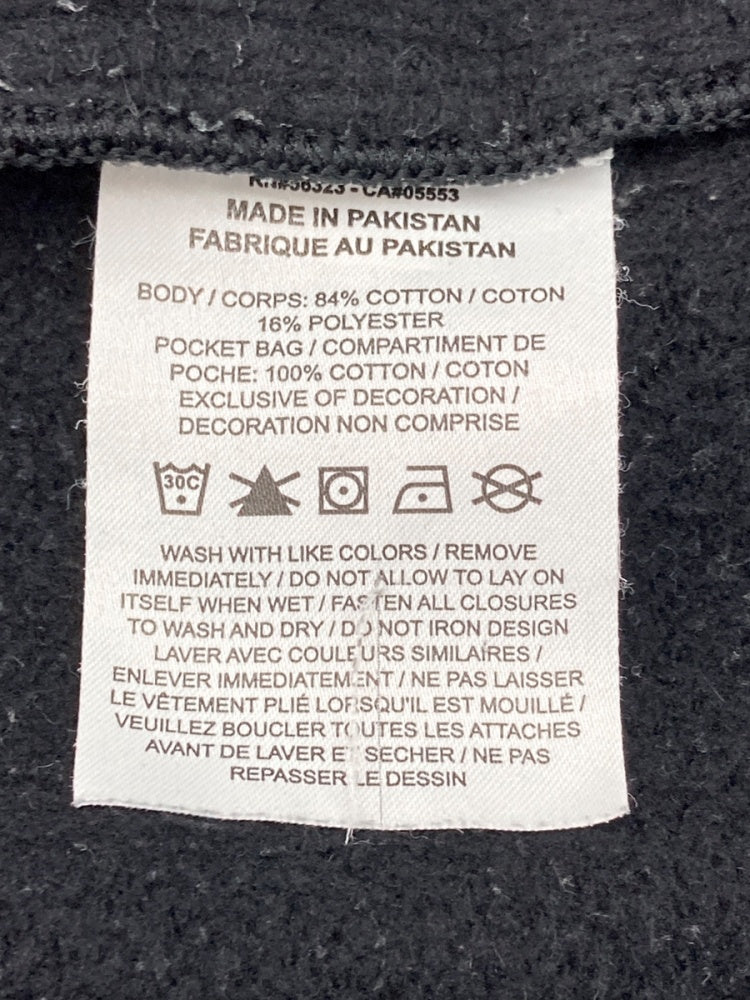 RN#56323 - CA#05553
MADE IN PAKISTAN
FABRIQUE AU PAKISTAN
BODY / CORPS: 84% COTTON / COTON
16% POLYESTER
POCKET BAG / COMPARTIMENT DE
POCHE: 100% COTTON / COTON
EXCLUSIVE OF DECORATION /
DECORATION NON COMPRISE
30C
WASH WITH LIKE COLORS / REMOVE
IMMEDIATELY / DO NOT ALLOW TO LAY ON
ITSELF WHEN WET / FASTEN ALL CLOSURES
TO WASH AND DRY / DO NOT IRON DESIGN
LAVER AVEC COULEURS SIMILAIRES /
ENLEVER IMMEDIATEMENT / NE PAS LAISSER
LE VÊTEMENT PLIÉ LORSQU'IL EST MOUILLÉ /
VEUILLEZ BOUCLER TOUTES LES ATTACHES
AVANT DE LAVER ET SECHER / NE PAS
REPASSER LE DESSIN